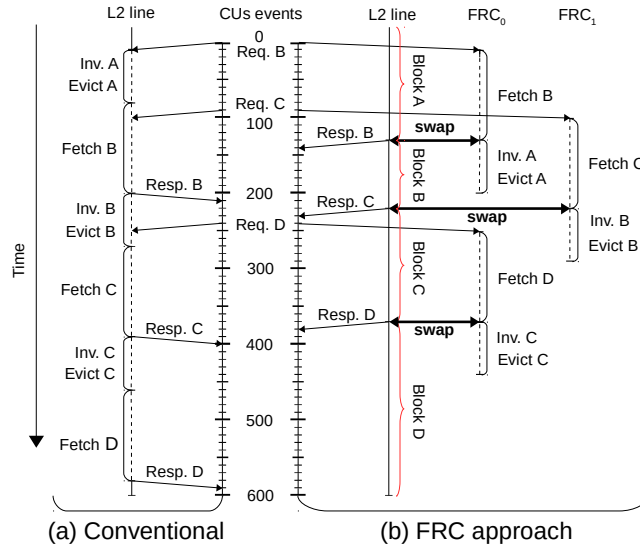 L2 line
CUs events
L2 line
FRC0
FRC1
0
Req. B
Inv. A
Evict A
Block A
Fetch B
Req. C
100
Resp. B
swap
Fetch B
Inv. A
Evict A
Fetch C
Resp. B
Block B
200
Inv. B
Evict B
Resp. C
swap
Req. D
Inv. B
Evict B
Time
300
Fetch C
Block C
Fetch D
Resp. C
Resp. D
swap
400
Inv. C
Evict C
Inv. C
Evict C
Block D
Fetch D
500
Resp. D
600
(a) Conventional
(b) FRC approach